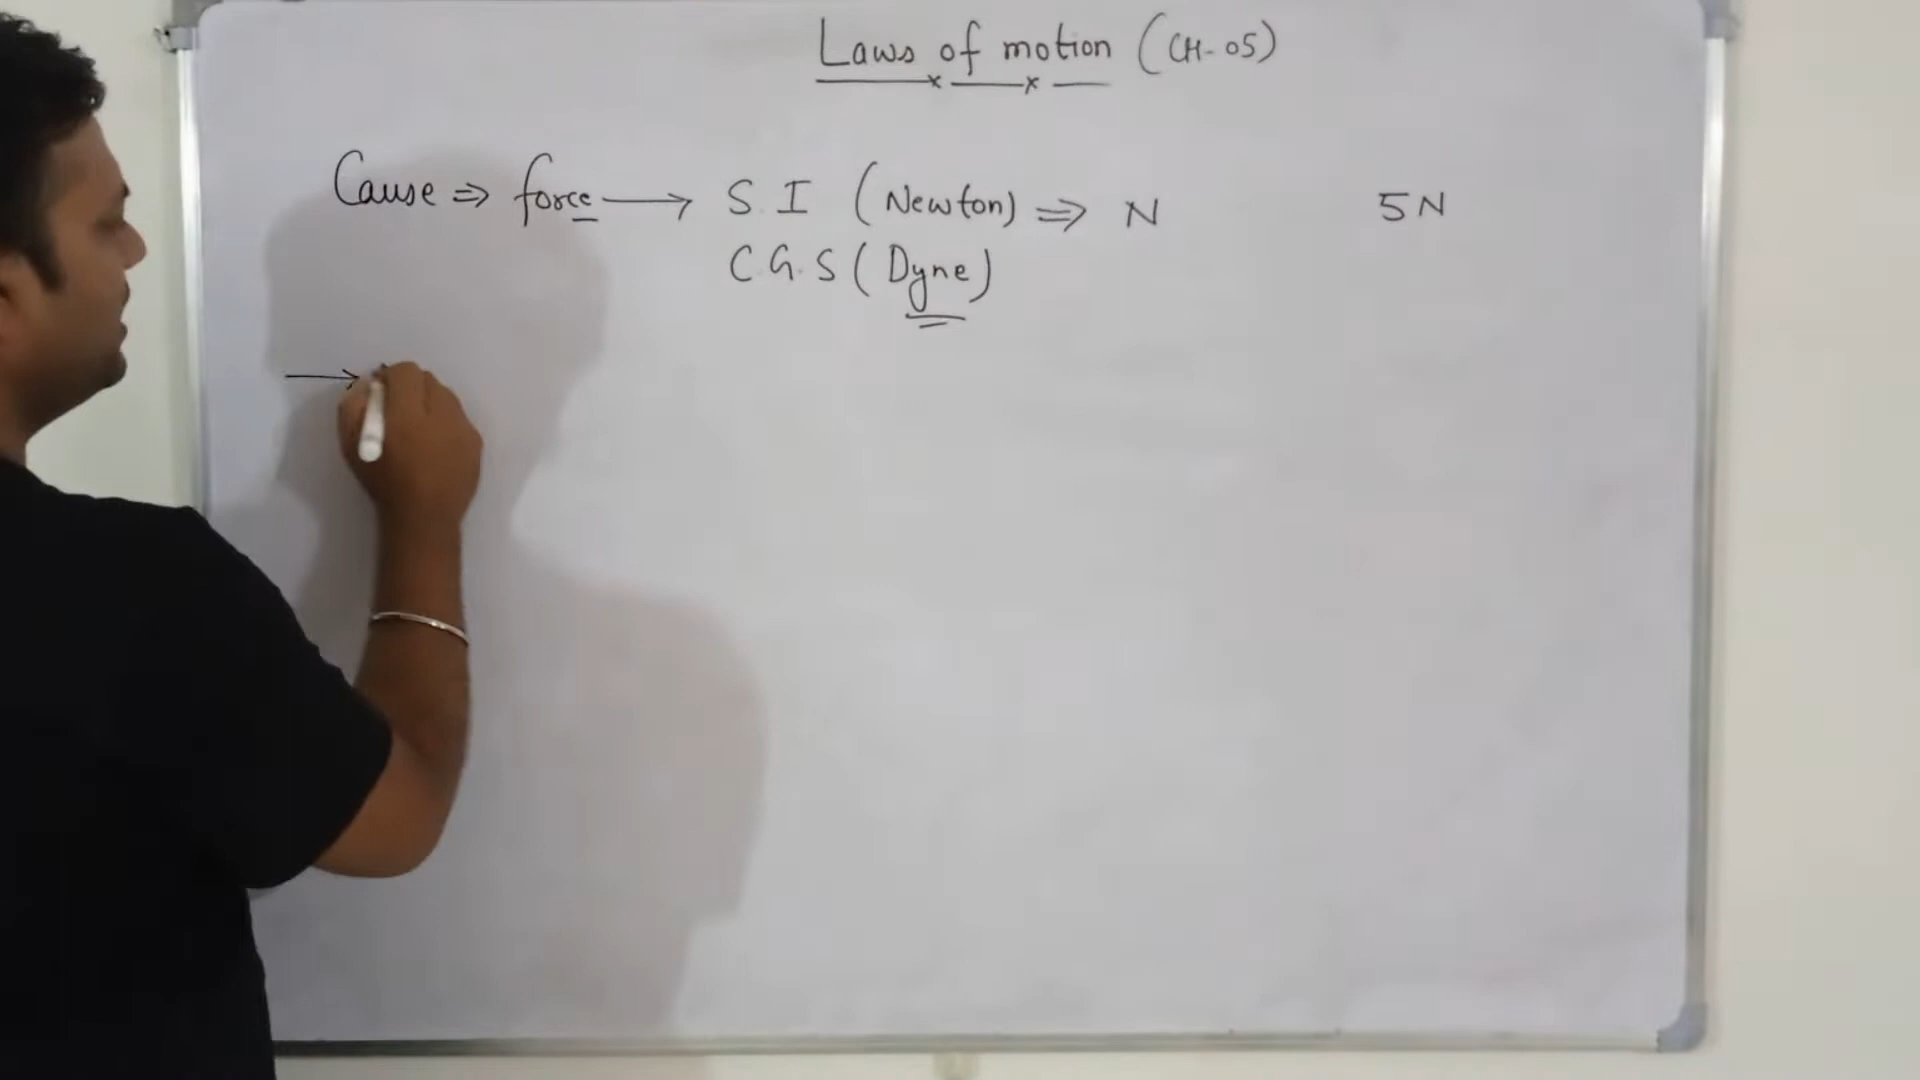 Laws of motion (CH-05)
Cause ⇒ force → S.I (Newton) ⇒ N 5N
C.G.S (Dyne)